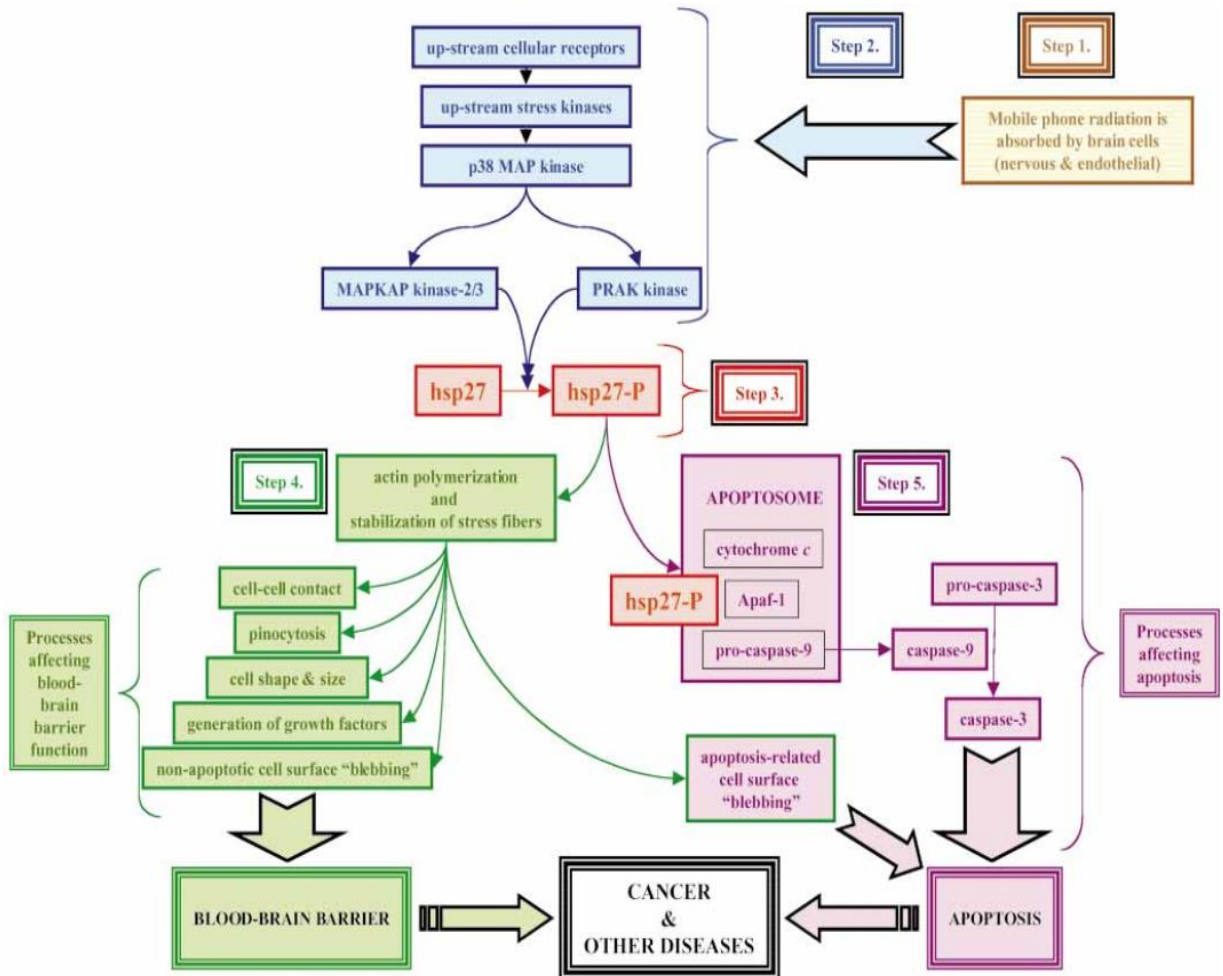 up-stream cellular receptors
Step 2.
Step 1.
up-stream stress kinases
Mobile phone radiation is
absorbed by brain cells
(nervous & endothelial)
p38 MAP kinase
MAPKAP kinase-2/3
PRAK kinase
hsp27
hsp27-P
Step 3.
Step 4.
actin polymerization
and
stabilization of stress fibers
APOPTOSOME
Step 5.
cytochrome c
hsp27-P
Apaf-1
pro-caspase-9
caspase-9
pro-caspase-3
caspase-3
Processes
affecting
apoptosis
Processes
affecting
blood-
brain
barrier
function
cell-cell contact
pinocytosis
cell shape & size
generation of growth factors
non-apoptotic cell surface “blebbing”
apoptosis-related
cell surface
“blebbing”
BLOOD-BRAIN BARRIER
CANCER
&
OTHER DISEASES
APOPTOSIS